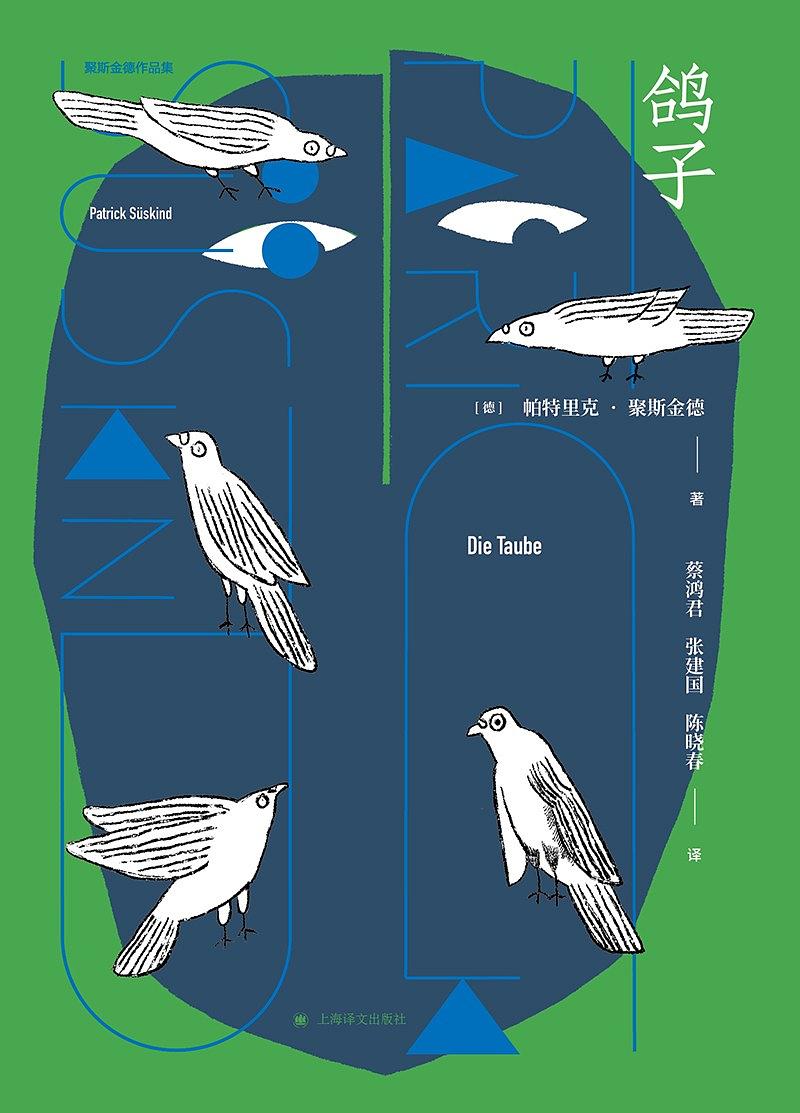 聚斯金德作品集
鸽子
Patrick Süskind
[德] 帕特里克·聚斯金德
著
Die Taube
蔡鸿君 张建国 陈晓春
译
上海译文出版社